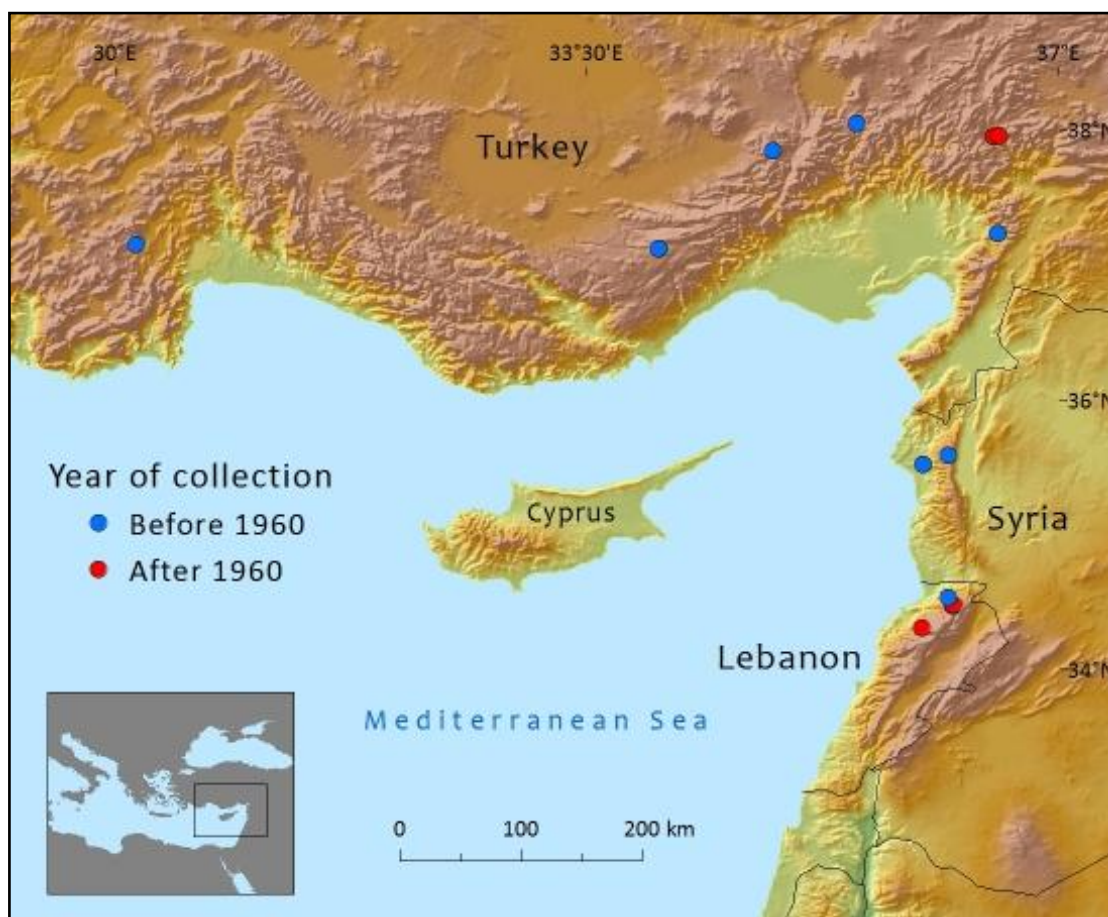 30°E
33°30'E
37°E
Turkey
38°N
36°N
Year of collection
Before 1960
After 1960
Cyprus
Syria
Lebanon
34°N
Mediterranean Sea
0 100 200 km